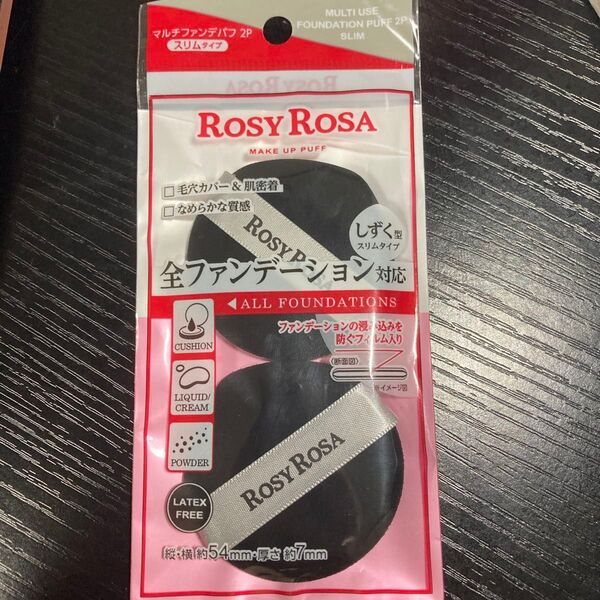 マルチファンデパフ 2P
スリムタイプ
MULTI USE
FOUNDATION PUFF 2P
SLIM
ROSY ROSA
ROSY ROSA
MAKE UP PUFF
毛穴カバー&肌密着
なめらかな質感
しずく型
スリムタイプ
ROSY ROSA
全ファンデーション対応
ALL FOUNDATIONS
ファンデーションの浸み込みを
防ぐフィルム入り
(断面図)
※イメージ図
CUSHION
LIQUID/
CREAM
POWDER
ROSY ROSA
LATEX
FREE
縦・横 約54mm・厚さ 約7mm